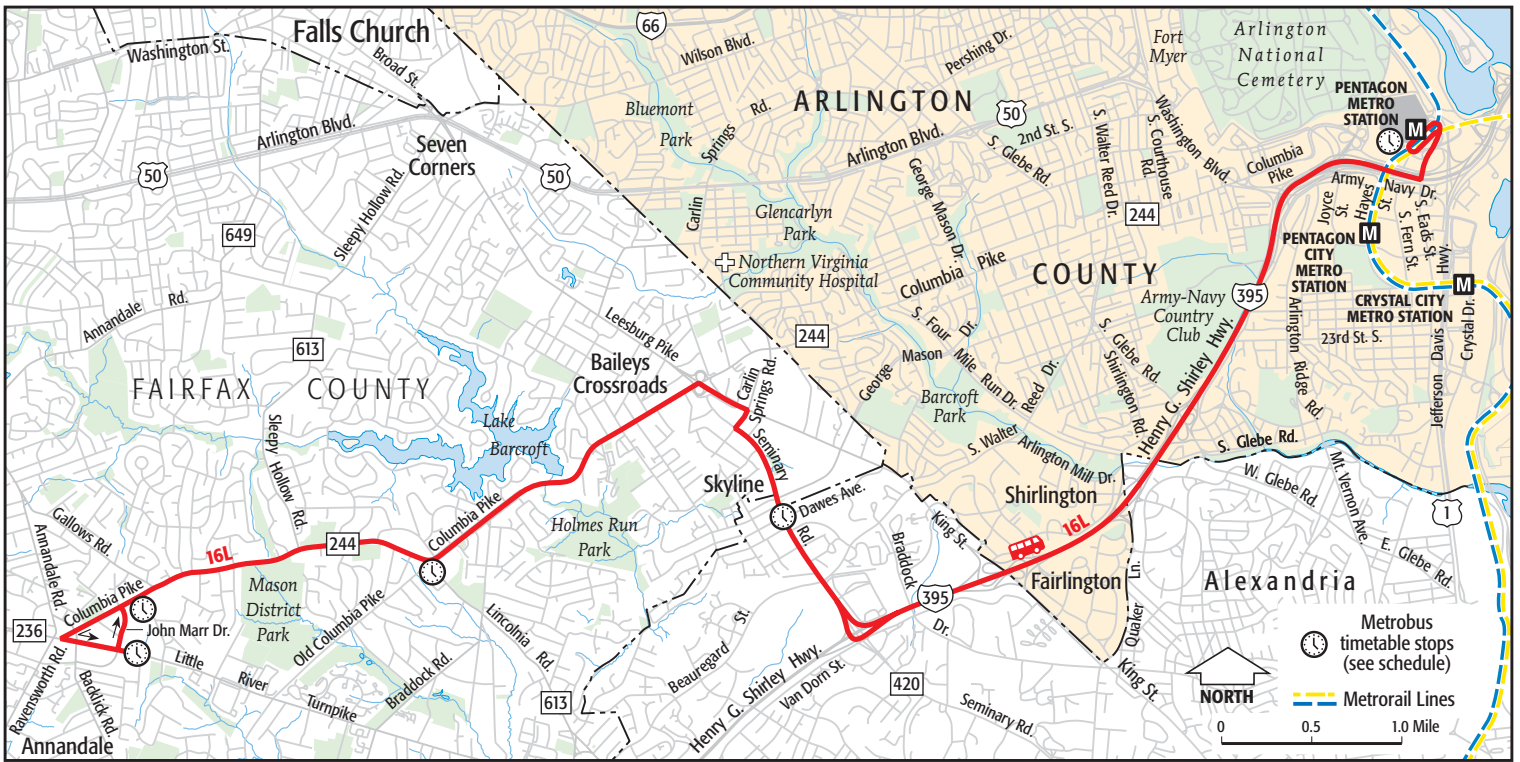 Falls Church
Washington St.
Broad St.
66
Wilson Blvd.
Pershing Dr.
Fort
Myer
Arlington
National
Cemetery
PENTAGON
METRO
STATION
M
Bluemont
Park
Springs
Rd.
Carlin
ARLINGTON
50
2nd St. S.
S. Glebe Rd.
S. Walter Reed Dr.
S. Courthouse
Rd.
Washington Blvd.
Arlington Blvd.
Seven
Corners
50
50
Arlington Blvd.
Columbia
Pike
Army
Navy Dr.
Joyce
St.
Hayes
St.
S. Eads St.
S. Fern St.
Sleepy Hollow Rd.
649
George Mason Dr.
244
Glencarlyn
Park
Northern Virginia
Community Hospital
Columbia Pike
COUNTY
M
PENTAGON
CITY
METRO
STATION
M
CRYSTAL CITY
METRO STATION
Annandale Rd.
Leesburg Pike
613
Baileys
Crossroads
244
S. Four Mile Run Dr.
George Mason Dr.
Army-Navy
Country
Club
395
Arlington
Ridge
Rd.
23rd St. S.
Jefferson Davis Hwy.
Crystal Dr.
FAIRFAX COUNTY
Carlin
Springs Rd.
S. Glebe Rd.
Shirlington Rd.
Henry G. Shirley Hwy.
Barcroft
Park
S. Walter Reed Dr.
Arlington Mill Dr.
Sleepy Hollow Rd.
Lake
Barcroft
Seminary
Rd.
Skyline
Dawes Ave.
Shirlington
S. Glebe Rd.
W. Glebe Rd.
Mt. Vernon Ave.
1
E. Glebe Rd.
Gallows Rd.
Annandale Rd.
Columbia Pike
Holmes Run
Park
King St.
16L
16L
244
Braddock
Dr.
395
Fairlington
Quaker Ln.
Alexandria
Columbia Pike
Mason
District
Park
236
John Marr Dr.
Old Columbia Pike
Lincolnia Rd.
Beauregard St.
Little River Turnpike
Braddock Rd.
Ravensworth Rd.
Backlick Rd.
Annandale
613
Henry G. Shirley Hwy.
Van Dorn St.
420
Seminary Rd.
King St.
NORTH
Metrobus
timetable stops
(see schedule)
Metrorail Lines
0 0.5 1.0 Mile